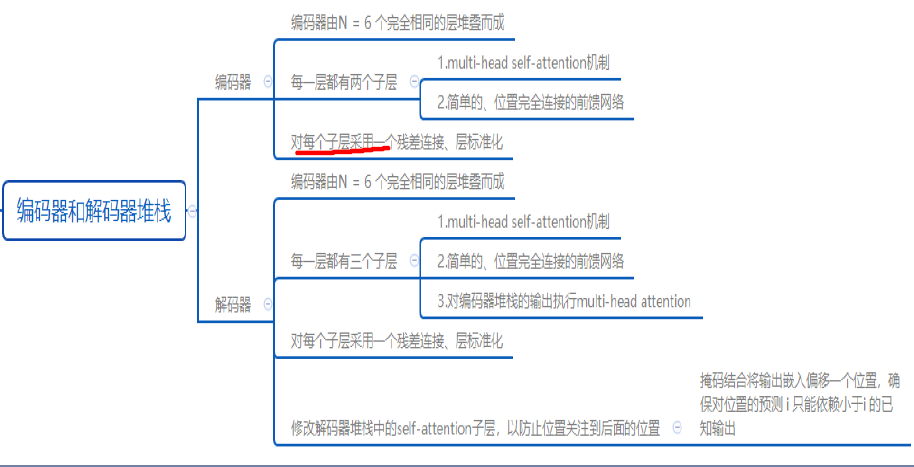 编码器和解码器堆栈
编码器
编码器由N = 6 个完全相同的层堆叠而成
每一层都有两个子层
1.multi-head self-attention机制
2.简单的、位置完全连接的前馈网络
对每个子层采用一个残差连接、层标准化
解码器
编码器由N = 6 个完全相同的层堆叠而成
每一层都有三个子层
1.multi-head self-attention机制
2.简单的、位置完全连接的前馈网络
3.对编码器堆栈的输出执行multi-head attention
对每个子层采用一个残差连接、层标准化
修改解码器堆栈中的self-attention子层，以防止位置关注到后面的位置
掩码结合将输出嵌入偏移一个位置，确
保对位置的预测 i 只能依赖小于i 的已
知输出